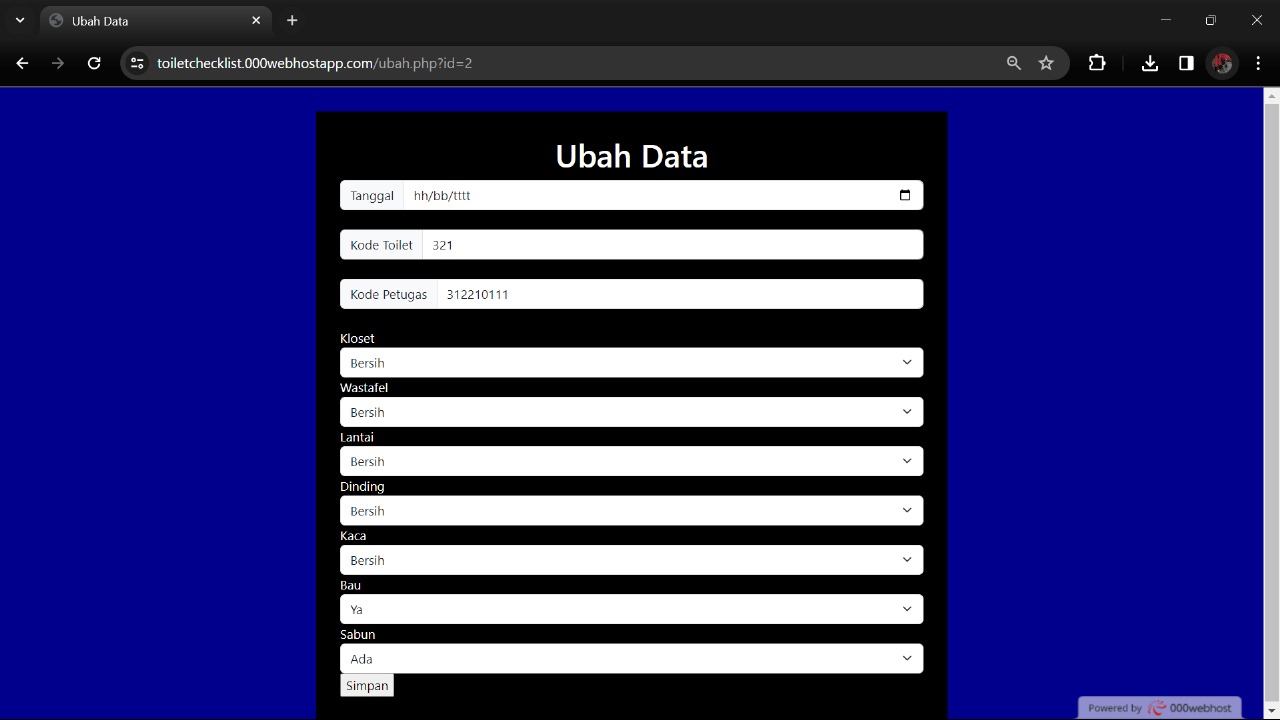 Ubah Data
toiletchecklist.000webhostapp.com/ubah.php?id=2
Ubah Data
Tanggal hh/bb/tttt
Kode Toilet 321
Kode Petugas 312210111
Kloset
Bersih
Wastafel
Bersih
Lantai
Bersih
Dinding
Bersih
Kaca
Bersih
Bau
Ya
Sabun
Ada
Simpan
Powered by 000webhost